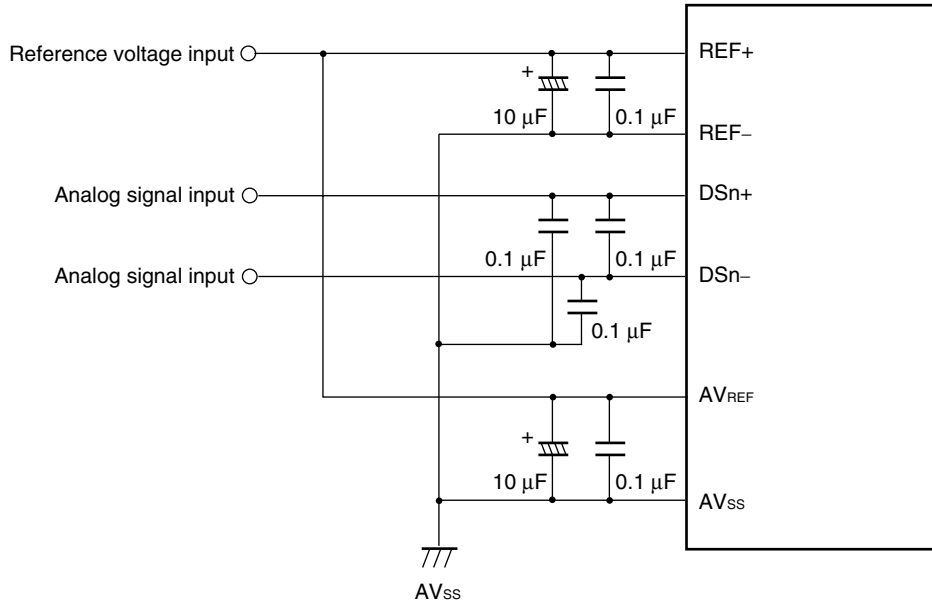 Reference voltage input
REF+
+
10 μF
0.1 μF
REF−
Analog signal input
DSn+
0.1 μF
0.1 μF
Analog signal input
DSn−
0.1 μF
AVREF
+
10 μF
0.1 μF
AVSS
AVSS